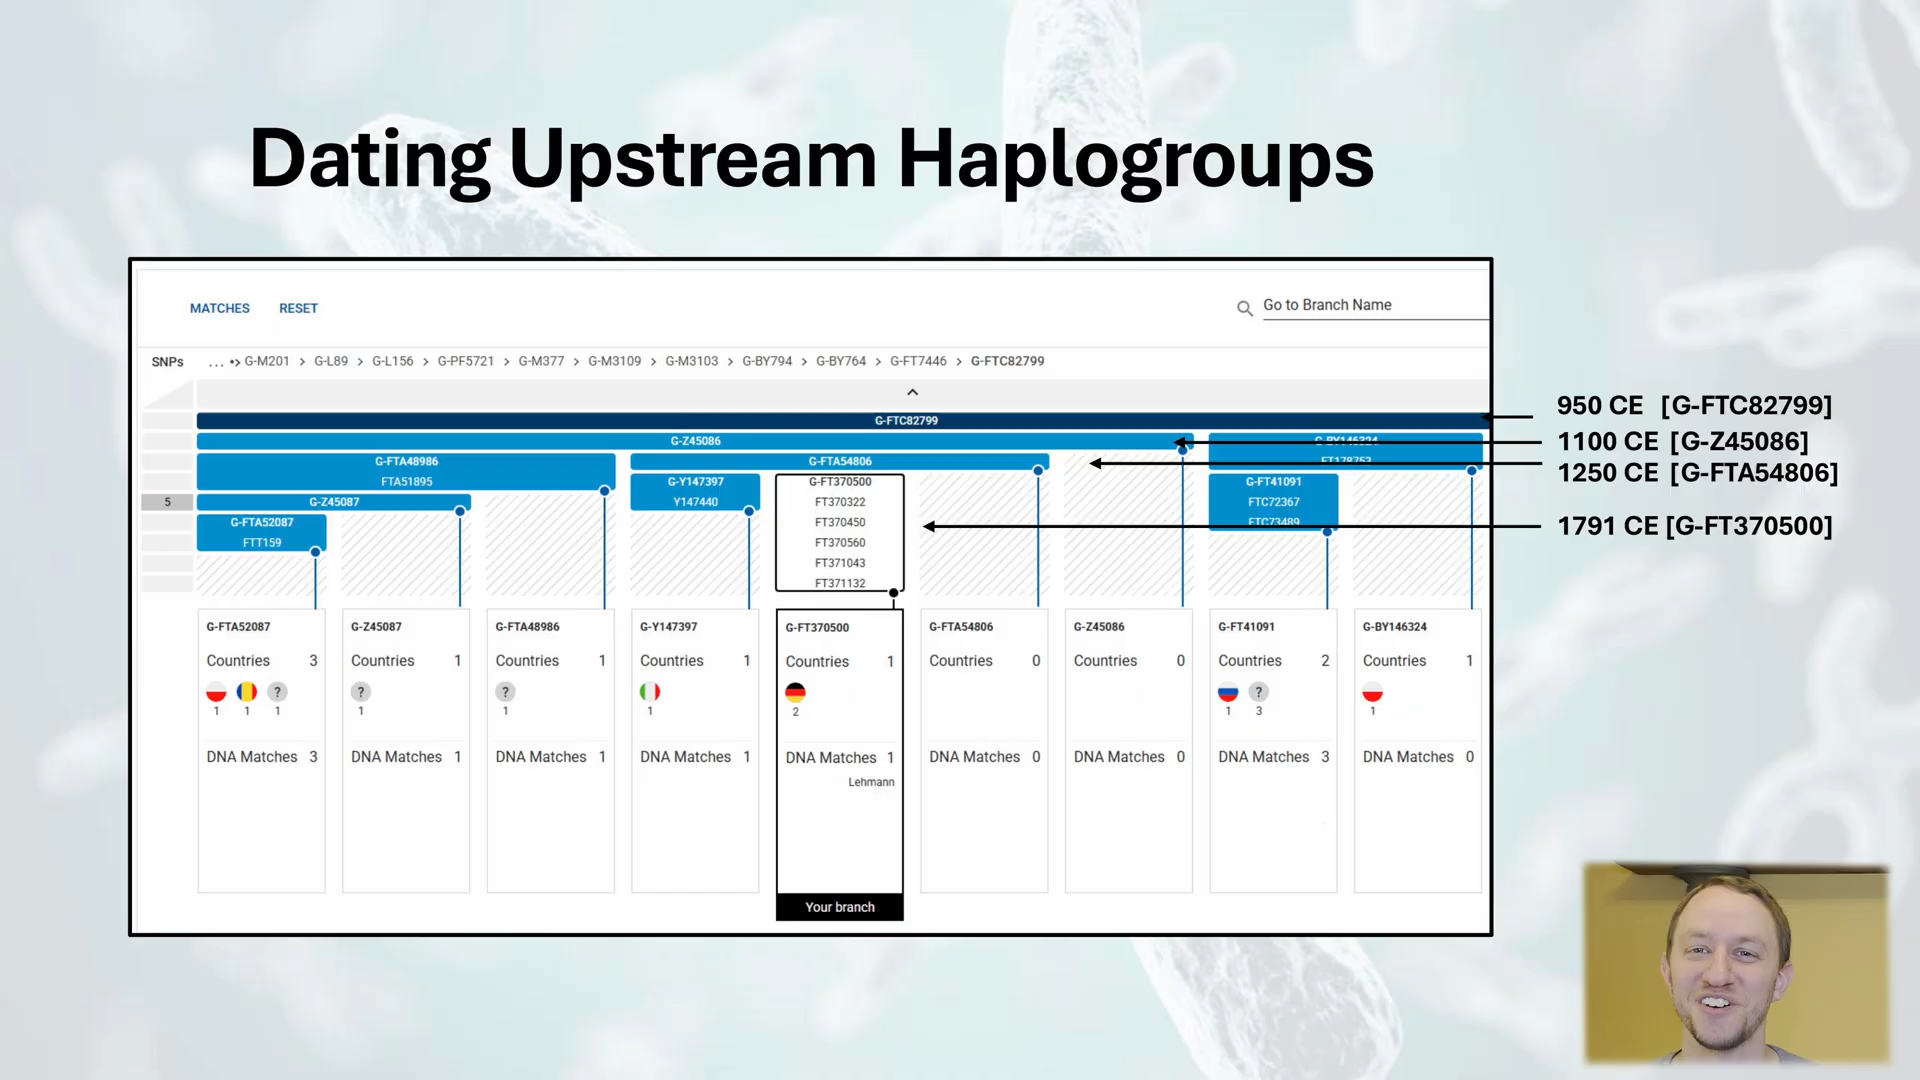 Dating Upstream Haplogroups
MATCHES RESET
Go to Branch Name
SNPs ... •> G-M201 > G-L89 > G-L156 > G-PF5721 > G-M377 > G-M3109 > G-M3103 > G-BY794 > G-BY764 > G-FT7446 > G-FTC82799
G-FTC82799
950 CE [G-FTC82799]
G-Z45086 G-BY146324
1100 CE [G-Z45086]
G-FTA48986 G-FTA54806 FT178753
1250 CE [G-FTA54806]
FTA51895 G-Y147397 G-FT370500 G-FT41091
5 G-Z45087 Y147440 FT370322 FTC72367
G-FTA52087 FT370450 FTC73489
1791 CE [G-FT370500]
FTT159 FT370560
FT371043
FT371132
G-FTA52087 G-Z45087 G-FTA48986 G-Y147397 G-FT370500 G-FTA54806 G-Z45086 G-FT41091 G-BY146324
Countries 3 Countries 1 Countries 1 Countries 1 Countries 1 Countries 0 Countries 0 Countries 2 Countries 1
? ? ? ?
1 1 1 1 1 1 2 1 3 1
DNA Matches 3 DNA Matches 1 DNA Matches 1 DNA Matches 1 DNA Matches 1 DNA Matches 0 DNA Matches 0 DNA Matches 3 DNA Matches 0
Lehmann
Your branch